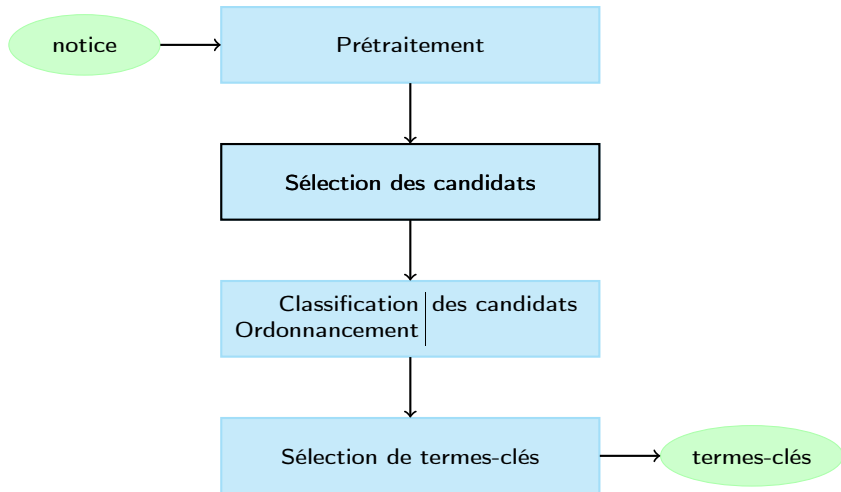 notice
Prétraitement
Sélection des candidats
Classification des candidats
Ordonnancement
Sélection de termes-clés
termes-clés